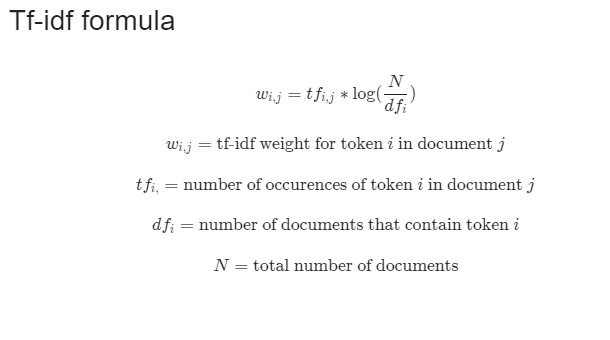 Tf-idf formula
w_{i,j} = tf_{i,j} * log(\frac{N}{df_i})
w_{i,j} = tf-idf weight for token i in document j
tf_{i,} = number of occurences of token i in document j
df_i = number of documents that contain token i
N = total number of documents